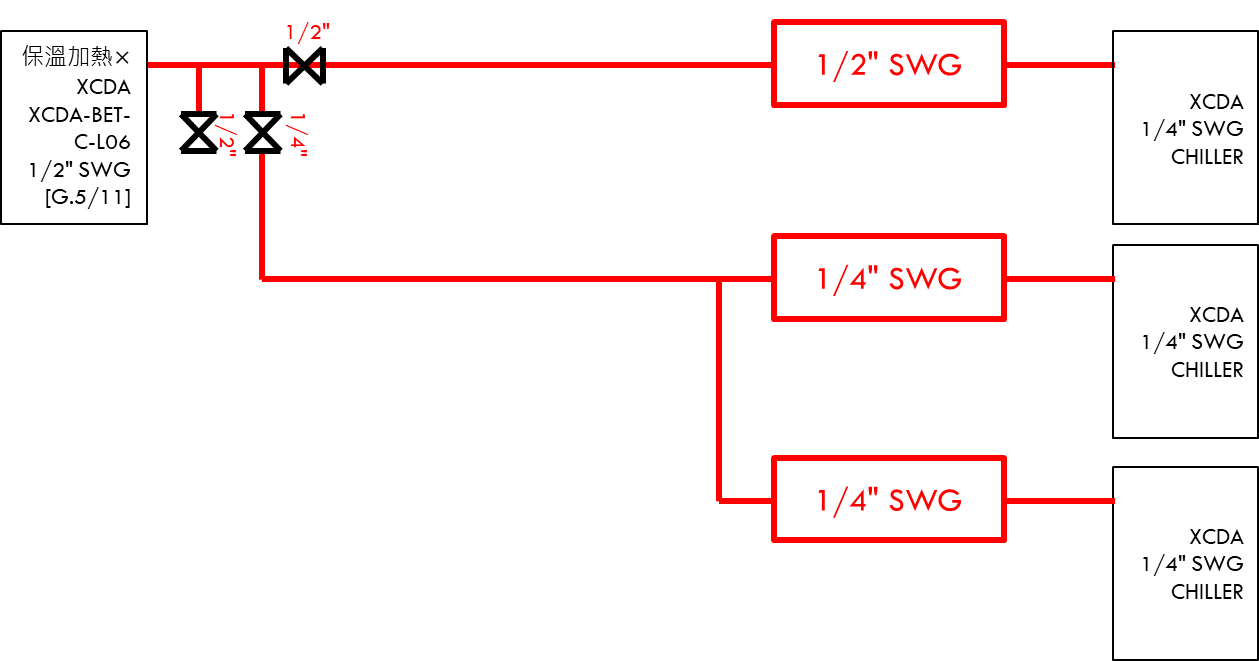 保溫加熱×
XCDA
XCDA-BET-
C-L06
1/2" SWG
[G.5/11]
1/2"
1/2"
1/4"
1/2" SWG
XCDA
1/4" SWG
CHILLER
1/4" SWG
XCDA
1/4" SWG
CHILLER
1/4" SWG
XCDA
1/4" SWG
CHILLER